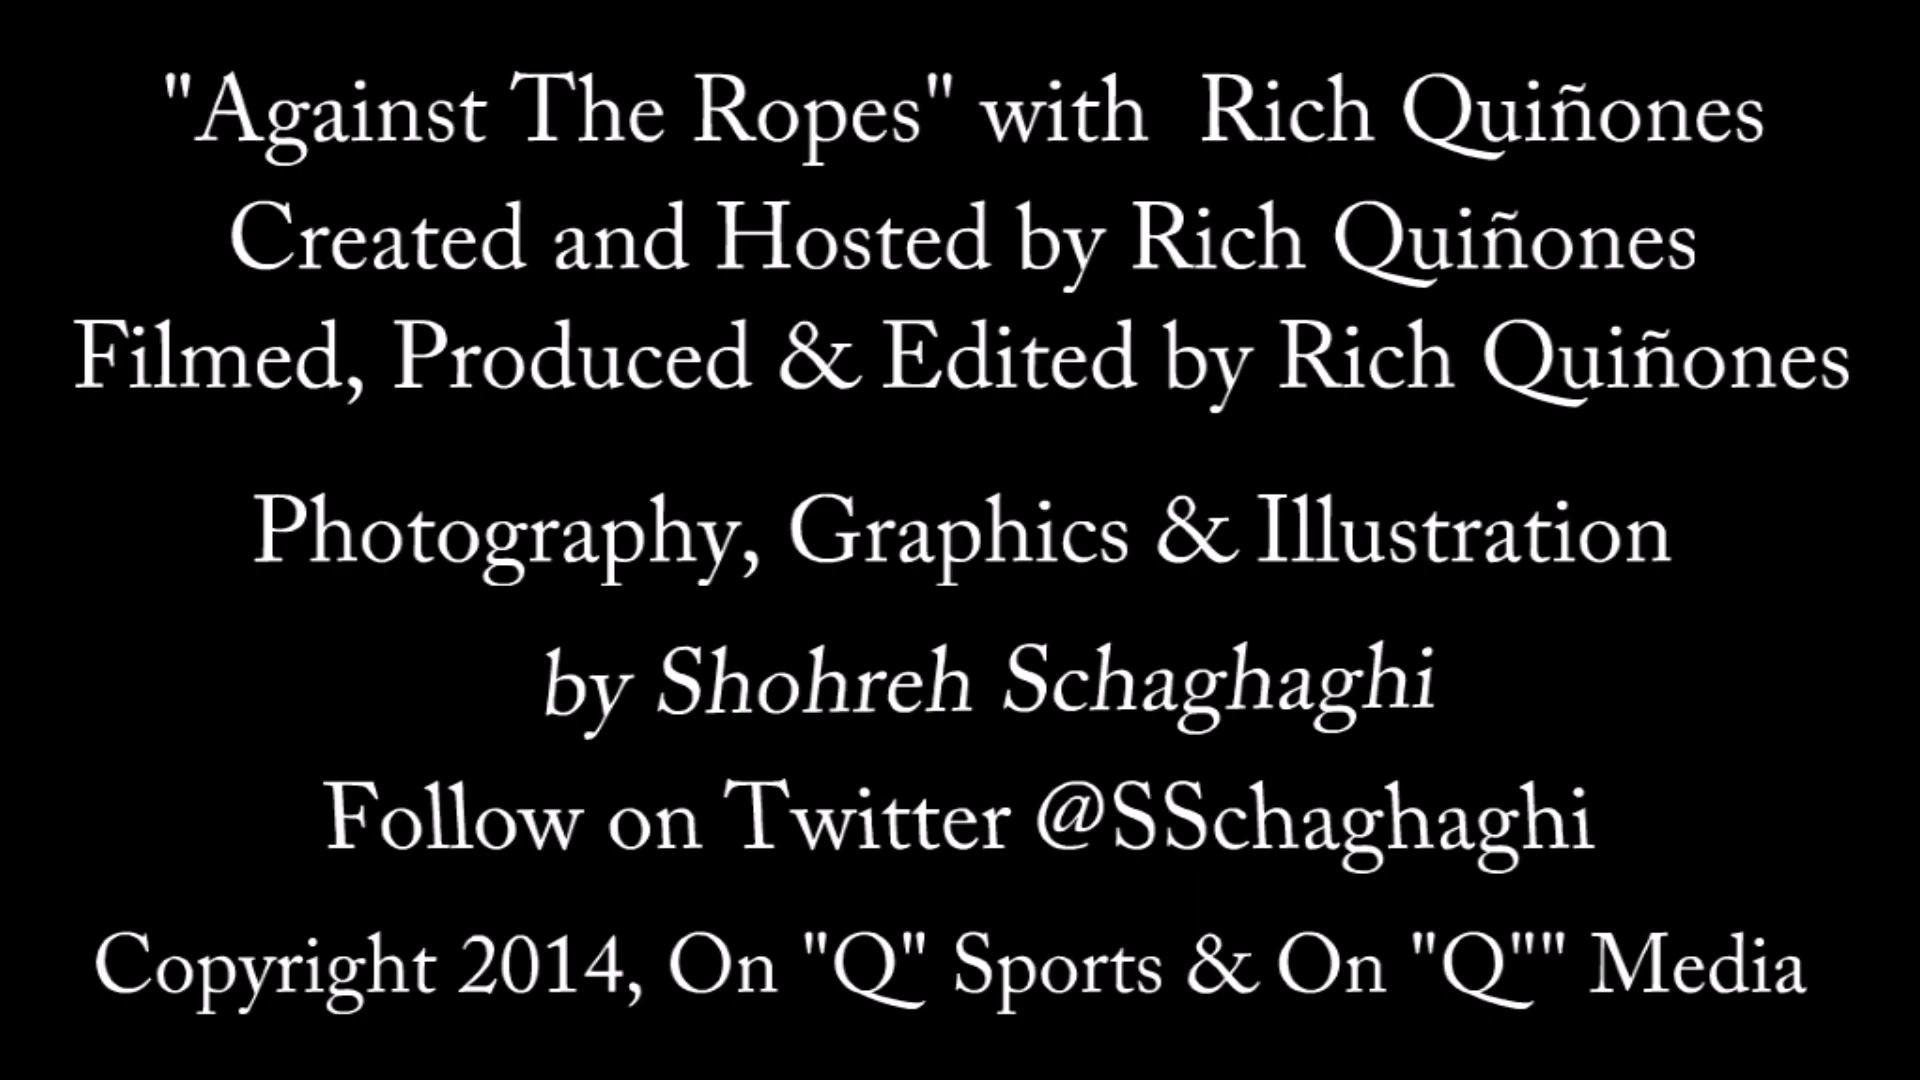 "Against The Ropes" with  Rich Quiñones
Created and Hosted by Rich Quiñones
Filmed, Produced & Edited by Rich Quiñones
Photography, Graphics & Illustration
by Shohreh Schaghaghi
Follow on Twitter @SSchaghaghi
Copyright 2014, On "Q" Sports & On "Q"" Media